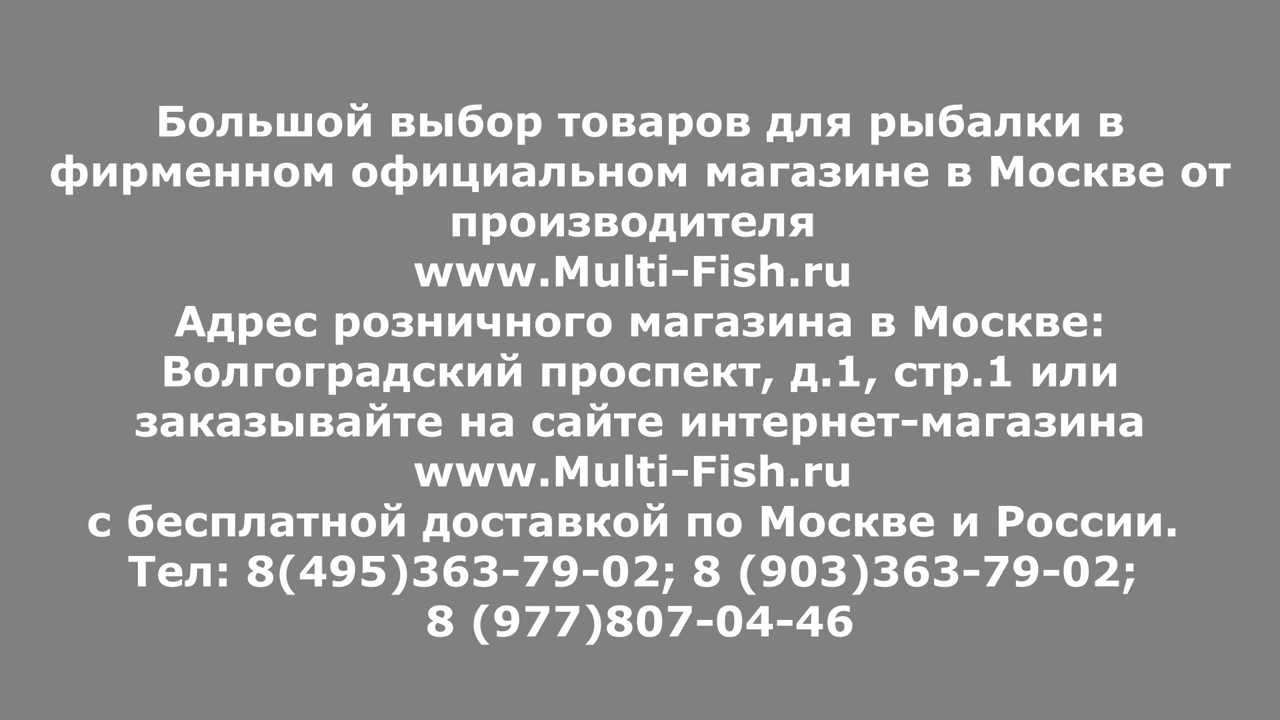 Большой выбор товаров для рыбалки в
фирменном официальном магазине в Москве от
производителя
www.Multi-Fish.ru
Адрес розничного магазина в Москве:
Волгоградский проспект, д.1, стр.1 или
заказывайте на сайте интернет-магазина
www.Multi-Fish.ru
с бесплатной доставкой по Москве и России.
Тел: 8(495)363-79-02; 8 (903)363-79-02;
8 (977)807-04-46